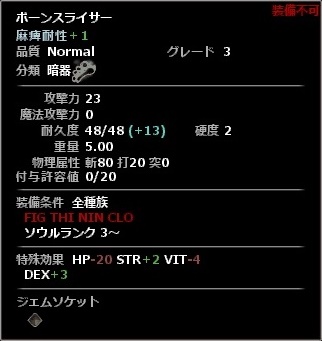 ボーンスライサー 装備不可
麻痺耐性+1
品質 Normal グレード 3
分類 暗器
攻撃力 23
魔法攻撃力 0
耐久度 48/48 (+13) 硬度 2
重量 5.00
物理属性 斬80 打20 突0
付与許容値 0/20
装備条件 全種族
FIG THI NIN CLO
ソウルランク 3～
特殊効果 HP-20 STR+2 VIT-4
DEX+3
ジェムソケット